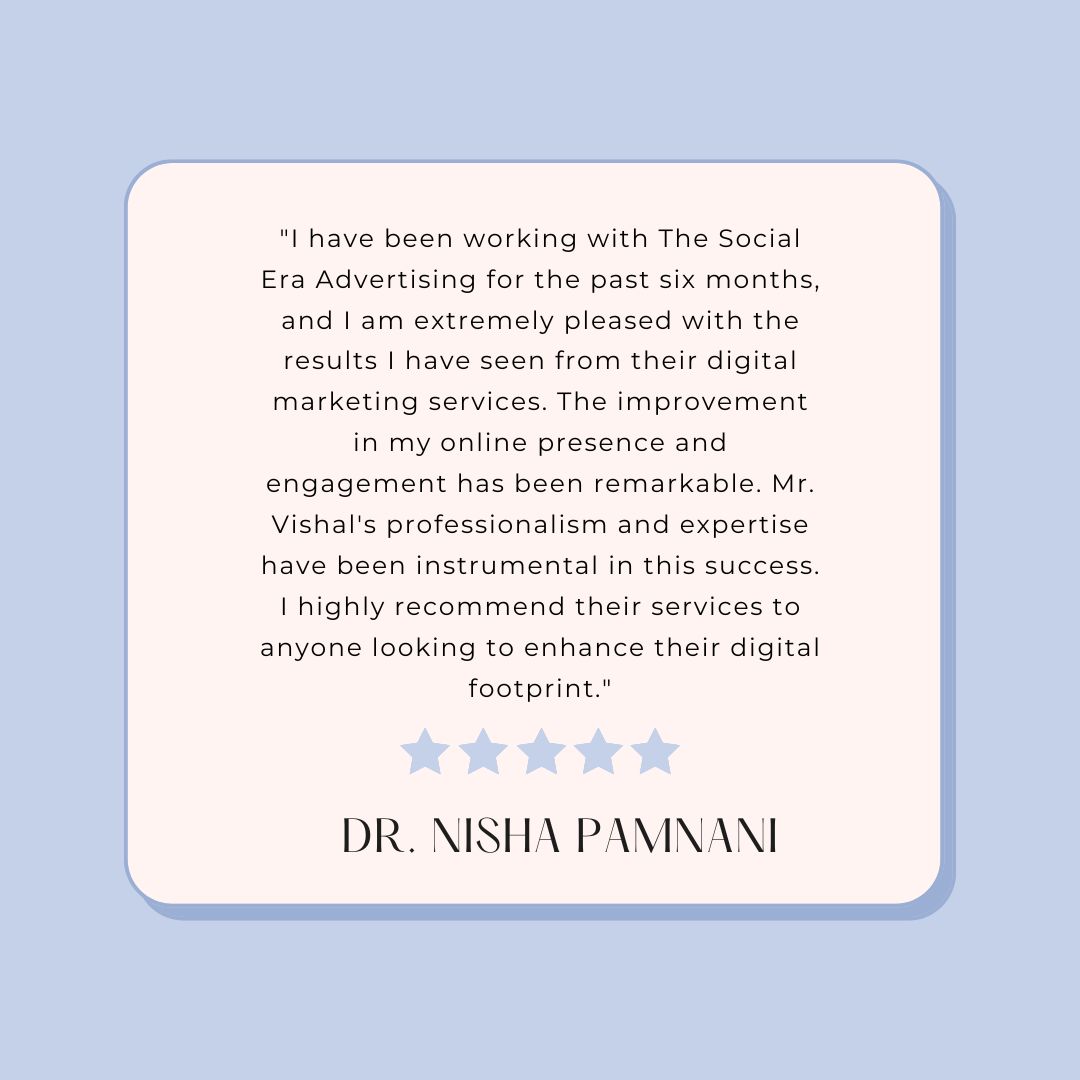 "I have been working with The Social
Era Advertising for the past six months,
and I am extremely pleased with the
results I have seen from their digital
marketing services. The improvement
in my online presence and
engagement has been remarkable. Mr.
Vishal's professionalism and expertise
have been instrumental in this success.
I highly recommend their services to
anyone looking to enhance their digital
footprint."
DR. NISHA PAMNANI